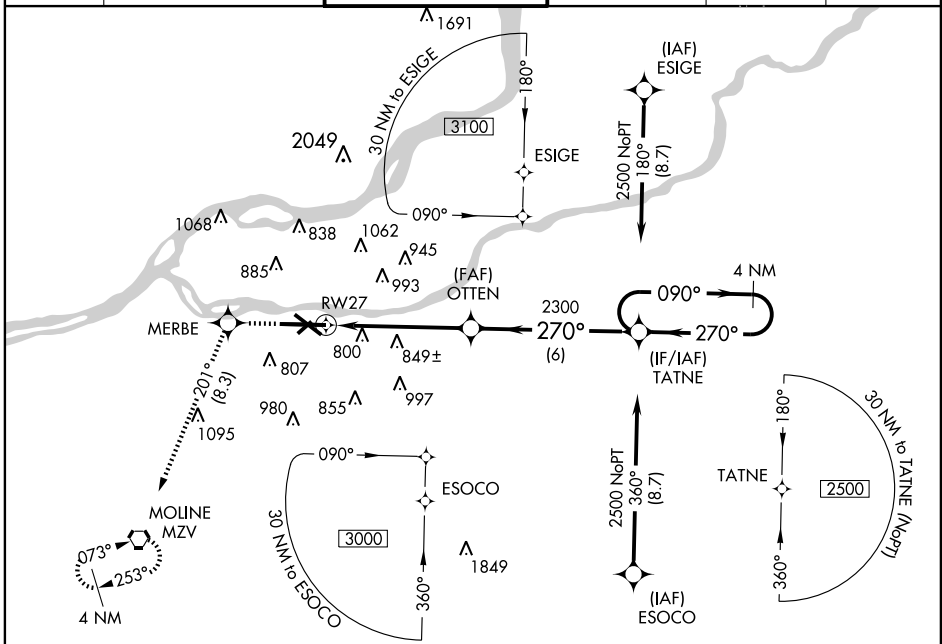 1691
30 NM to ESIGE
180°
3100
ESIGE
090°
(IAF)
ESIGE
2500 NoPT
180°
(8.7)
2049
1068
838
1062
945
885
993
(FAF)
OTTEN
4 NM
090°
RW27
MERBE
2300
270°
(6)
270°
(IF/IAF)
TATNE
800
849±
807
201°
(8.3)
997
855
980
1095
090°
ESOCO
30 NM to ESOCO
3000
360°
1849
2500 NoPT
360°
(8.7)
(IAF)
ESOCO
180°
30 NM to TATNE (NoPT)
TATNE
2500
360°
MOLINE
MZV
073°
253°
4 NM